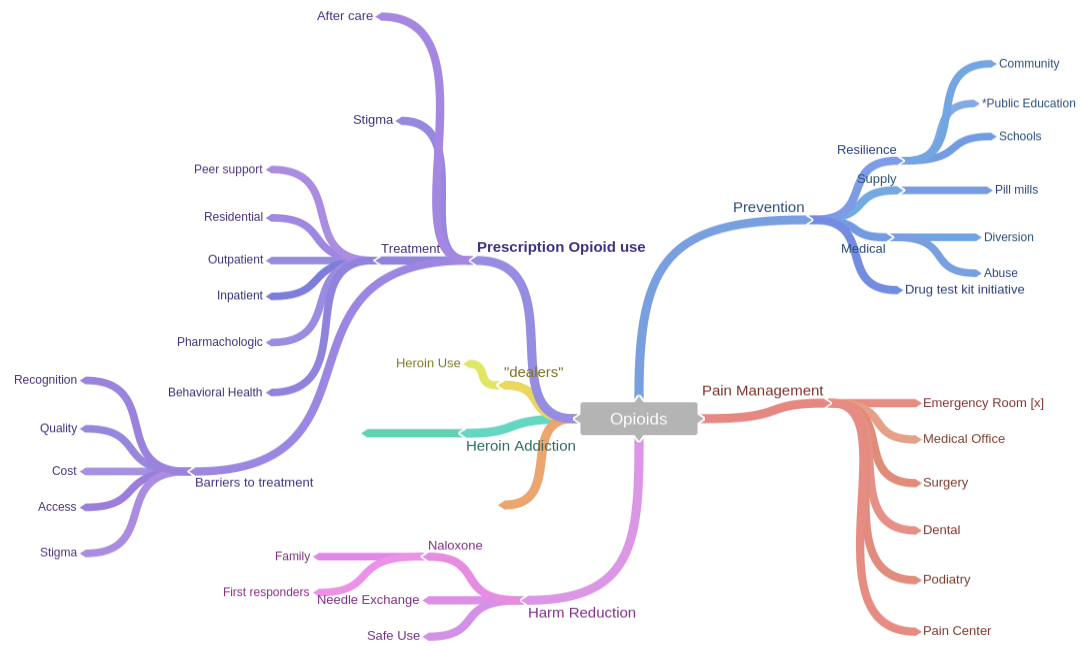 After care
Community
*Public Education
Stigma
Schools
Resilience
Peer support
Supply
Pill mills
Prevention
Residential
Diversion
Medical
Prescription Opioid use
Treatment
Outpatient
Abuse
Drug test kit initiative
Inpatient
Pharmachologic
Heroin Use
"dealers"
Recognition
Behavioral Health
Pain Management
Emergency Room [x]
Opioids
Quality
Medical Office
Heroin Addiction
Cost
Barriers to treatment
Surgery
Access
Dental
Naloxone
Stigma
Family
Podiatry
First responders
Needle Exchange
Harm Reduction
Pain Center
Safe Use